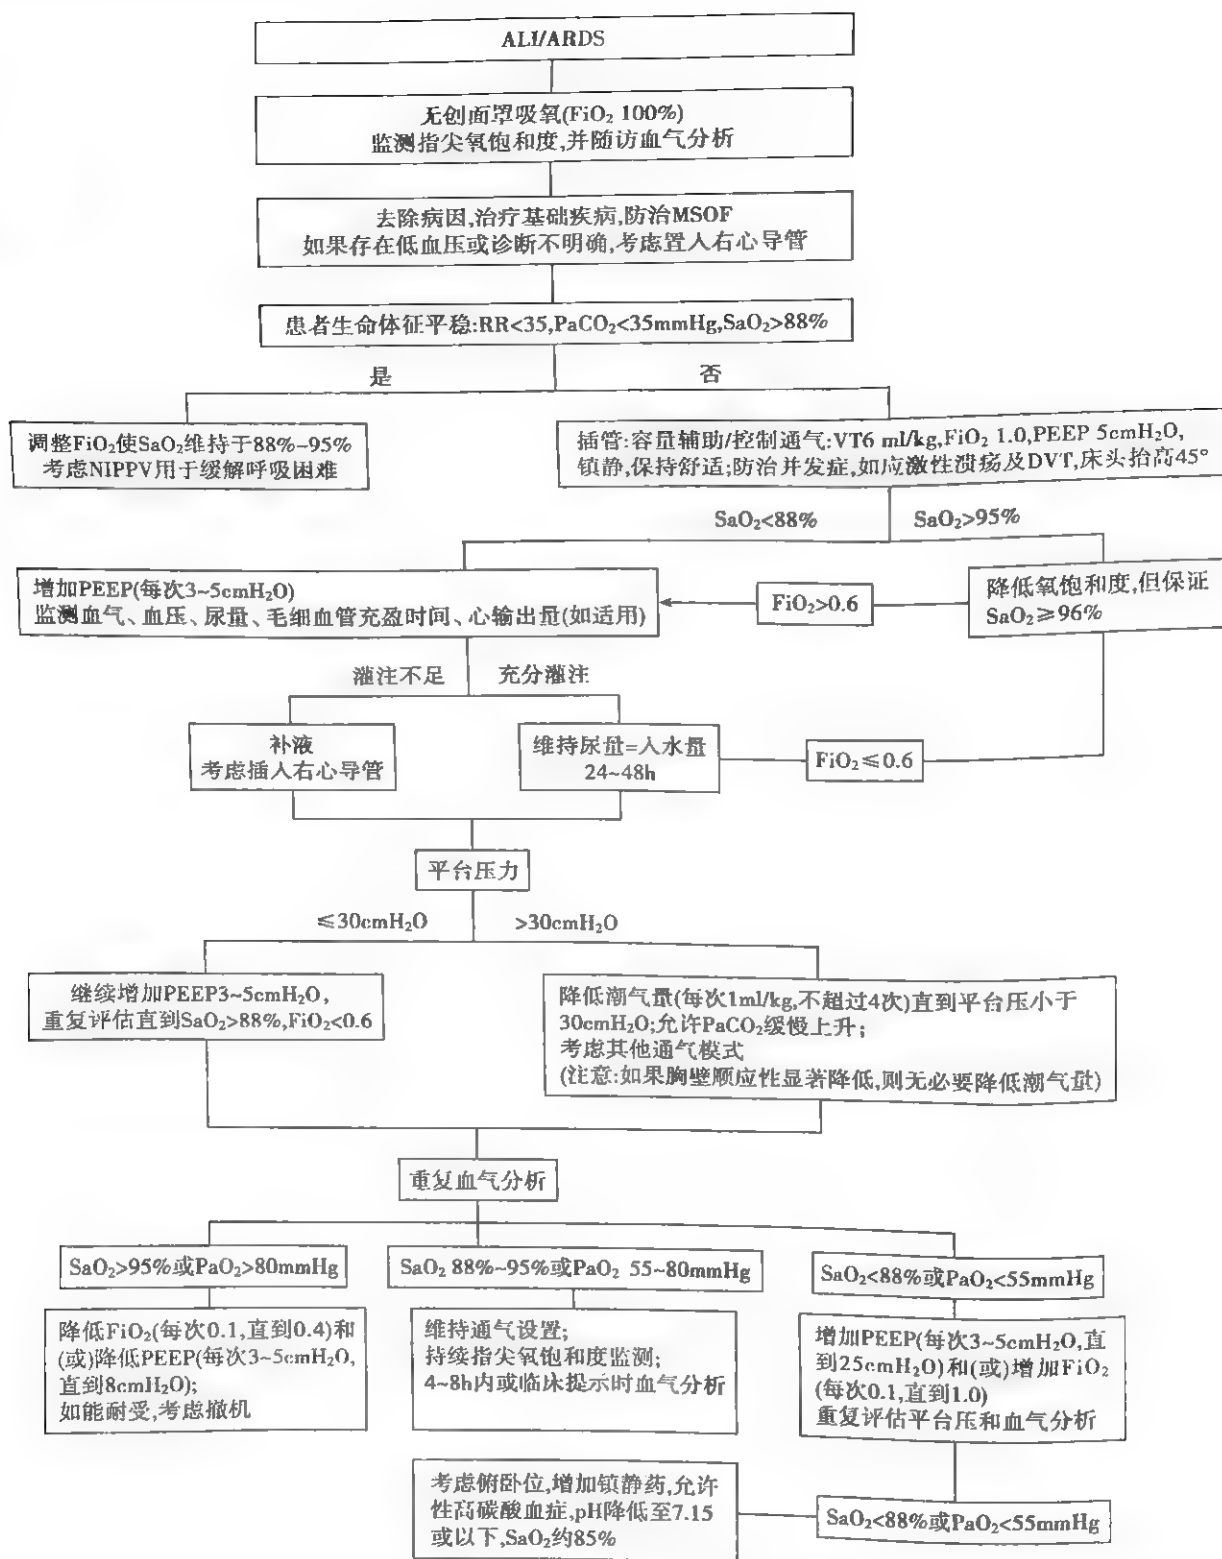 ALI/ARDS
无创面罩吸氧(FiO₂ 100%)
监测指尖氧饱和度,并随访血气分析
去除病因,治疗基础疾病,防治MSOF
如果存在低血压或诊断不明确,考虑置入右心导管
患者生命体征平稳:RR<35,PaCO₂<35mmHg,SaO₂>88%
是
否
调整FiO₂使SaO₂维持于88%~95%
考虑NIPPV用于缓解呼吸困难
插管:容量辅助/控制通气:VT6 ml/kg,FiO₂ 1.0,PEEP 5cmH₂O,
镇静,保持舒适;防治并发症,如应激性溃疡及DVT,床头抬高45°
SaO₂<88%
SaO₂>95%
增加PEEP(每次3~5cmH₂O)
监测血气、血压、尿量、毛细血管充盈时间、心输出量(如适用)
FiO₂>0.6
降低氧饱和度,但保证
SaO₂≥96%
灌注不足
充分灌注
补液
考虑插入右心导管
维持尿量=入水量
24~48h
FiO₂≤0.6
平台压力
≤30cmH₂O
>30cmH₂O
继续增加PEEP3~5cmH₂O,
重复评估直到SaO₂>88%,FiO₂<0.6
降低潮气量(每次1ml/kg,不超过4次)直到平台压小于
30cmH₂O;允许PaCO₂缓慢上升;
考虑其他通气模式
(注意:如果胸壁顺应性显著降低,则无必要降低潮气量)
重复血气分析
SaO₂>95%或PaO₂>80mmHg
SaO₂ 88%~95%或PaO₂ 55~80mmHg
SaO₂<88%或PaO₂<55mmHg
降低FiO₂(每次0.1,直到0.4)和
(或)降低PEEP(每次3~5cmH₂O,
直到8cmH₂O);
如能耐受,考虑撤机
维持通气设置;
持续指尖氧饱和度监测;
4~8h内或临床提示时血气分析
增加PEEP(每次3~5cmH₂O,直
到25cmH₂O)和(或)增加FiO₂
(每次0.1,直到1.0)
重复评估平台压和血气分析
考虑俯卧位,增加镇静药,允许
性高碳酸血症,pH降低至7.15
或以下,SaO₂约85%
SaO₂<88%或PaO₂<55mmHg